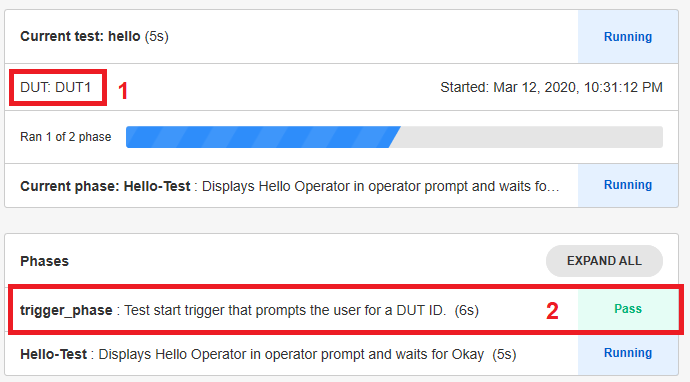 Current test: hello (5s) Running
DUT: DUT1 1 Started: Mar 12, 2020, 10:31:12 PM
Ran 1 of 2 phase
Current phase: Hello-Test : Displays Hello Operator in operator prompt and waits fo… Running
Phases EXPAND ALL
trigger_phase : Test start trigger that prompts the user for a DUT ID. (6s) 2 Pass
Hello-Test : Displays Hello Operator in operator prompt and waits for Okay (5s) Running